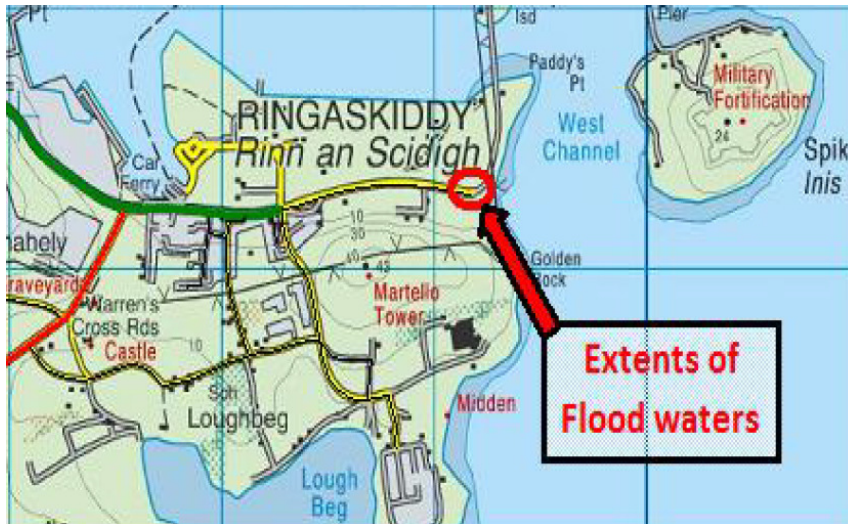 Pt
Isd
Pier
Paddy's
Pt
Military
Fortification
RINGASKIDDY
Rinn an Scidigh
West
Channel
24
Spik
Inis
Car
Ferry
10
30
40
43
nahely
Golden
Rock
raveyard
Martello
Tower
Warren's
Cross Rds
Castle
10
Extents of
Flood waters
Sch
Loughbeg
Midden
Lough
Beg